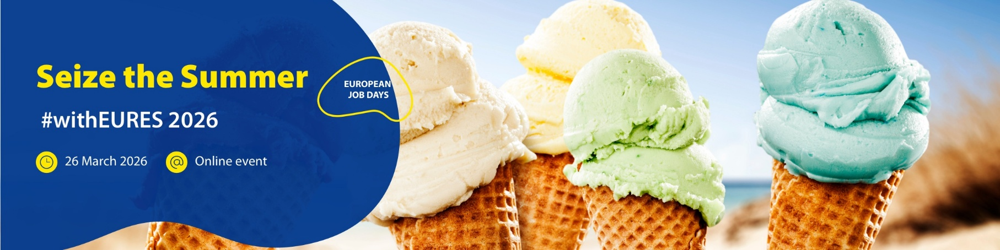 Seize the Summer
#withEURES 2026
26 March 2026
Online event
EUROPEAN
JOB DAYS